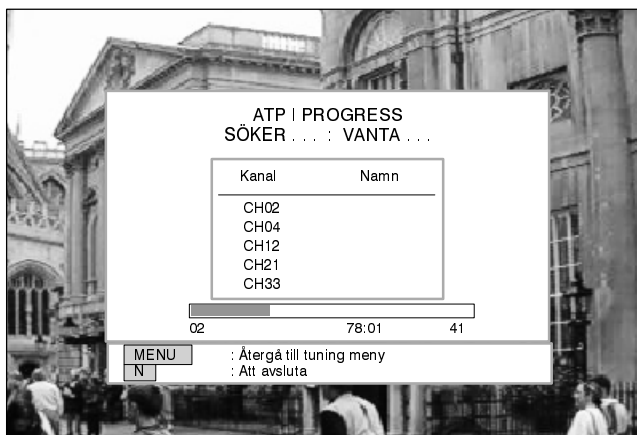 ATP I PROGRESS
SÖKER . . . : VANTA . . .
Kanal Namn
CH02
CH04
CH12
CH21
CH33
02 78:01 41
MENU : Återgå till tuning meny
N : Att avsluta